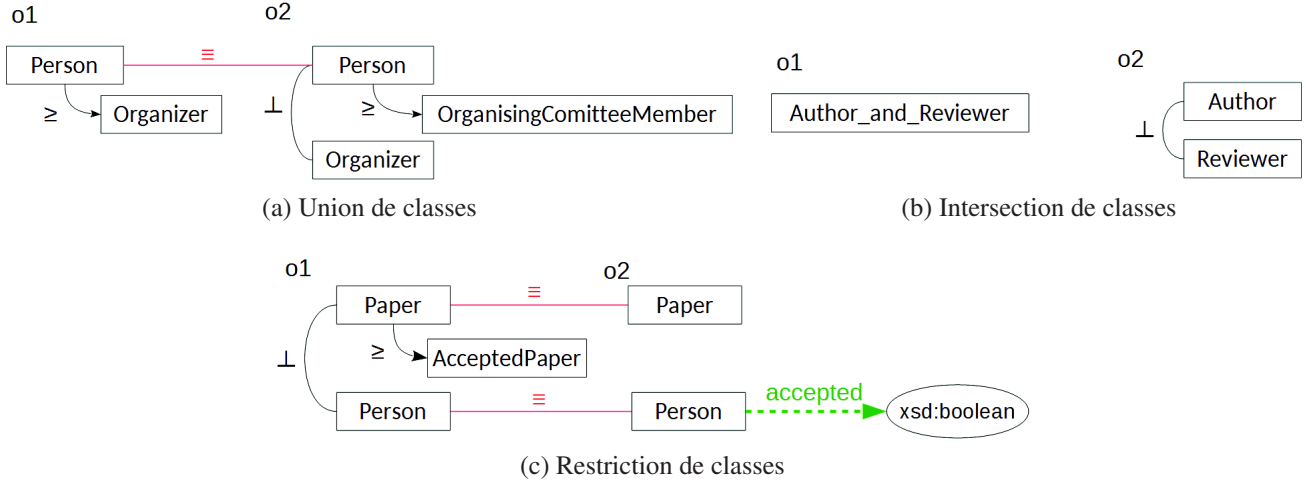 o1
o2
Person
≡
Person
≥
Organizer
⊥
≥
OrganisingComitteeMember
Organizer
(a) Union de classes
o1
Author_and_Reviewer
o2
Author
⊥
Reviewer
(b) Intersection de classes
o1
o2
Paper
≡
Paper
≥
AcceptedPaper
⊥
Person
≡
Person
accepted
xsd:boolean
(c) Restriction de classes